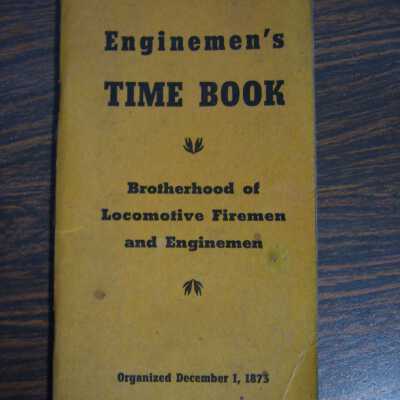 Enginemen's
TIME BOOK
Brotherhood of
Locomotive Firemen
and Enginemen
Organized December 1, 1873